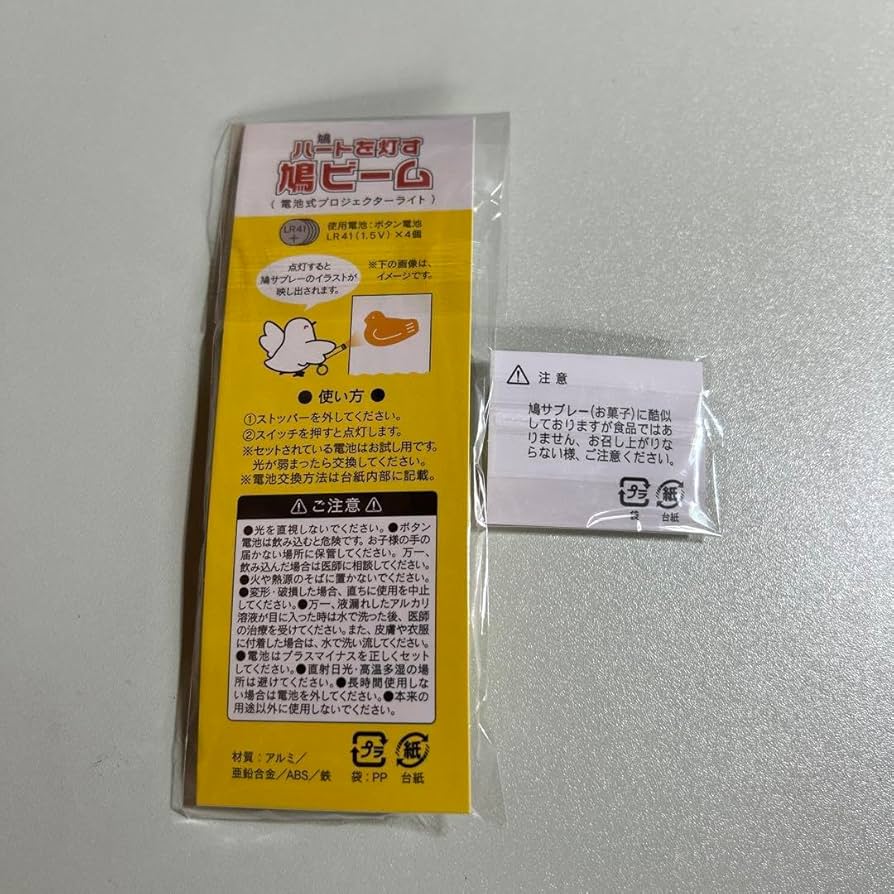 鳩
ハートを灯す
鳩ビーム
(電池式プロジェクターライト)
LR41
+
使用電池:ボタン電池
LR41(1.5V)×4個
点灯すると
鳩サブレーのイラストが
映し出されます。
※下の画像は、
イメージです。
● 使い方 ●
①ストッパーを外してください。
②スイッチを押すと点灯します。
※セットされている電池はお試し用です。
光が弱まったら交換してください。
※電池交換方法は台紙内部に記載。
⚠ご注意⚠
●光を直視しないでください。●ボタン
電池は飲み込むと危険です。お子様の手の
届かない場所に保管してください。万一、
飲み込んだ場合は医師に相談してください。
●火や熱源のそばに置かないでください。
●変形・破損した場合、直ちに使用を中止
してください。●万一、液漏れしたアルカリ
溶液が目に入った時は水で洗った後、医師
の治療を受けてください。また、皮膚や衣服
に付着した場合は、水で洗い流してください。
●電池はプラスマイナスを正しくセット
してください。●直射日光・高温多湿の場
所は避けてください。●長時間使用しな
い場合は電池を外してください。●本来の
用途以外に使用しないでください。
材質:アルミ/
亜鉛合金/ABS/鉄
プラ
袋:PP
紙
台紙
⚠ 注意
鳩サブレー(お菓子)に酷似
しておりますが食品ではあ
りません、お召し上がりな
らない様、ご注意ください。
プラ
袋
紙
台紙